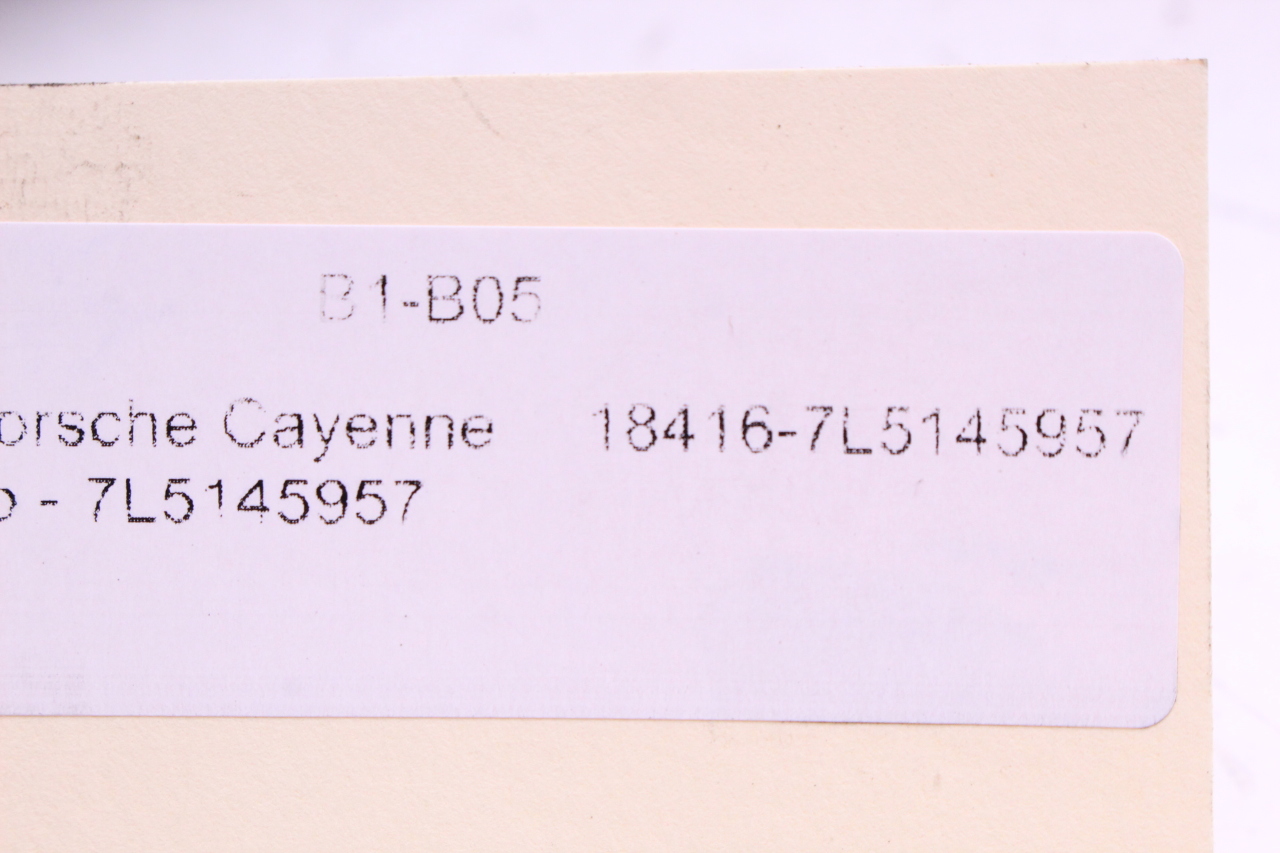 B1-B05
orsche Cayenne 18416-7L5145957
o - 7L5145957